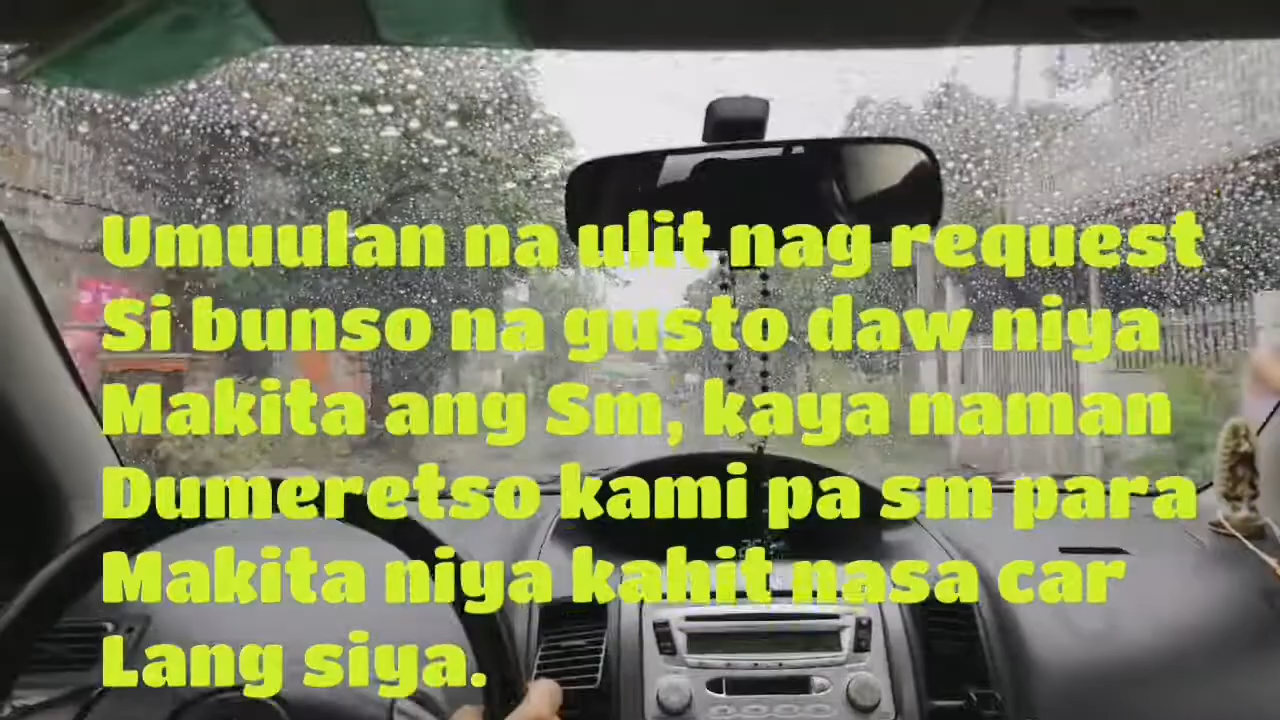 Umuulan na ulit nag request
Si bunso na gusto daw niya
Makita ang Sm, kaya naman
Dumeretso kami pa sm para
Makita niya kahit nasa car
Lang siya.